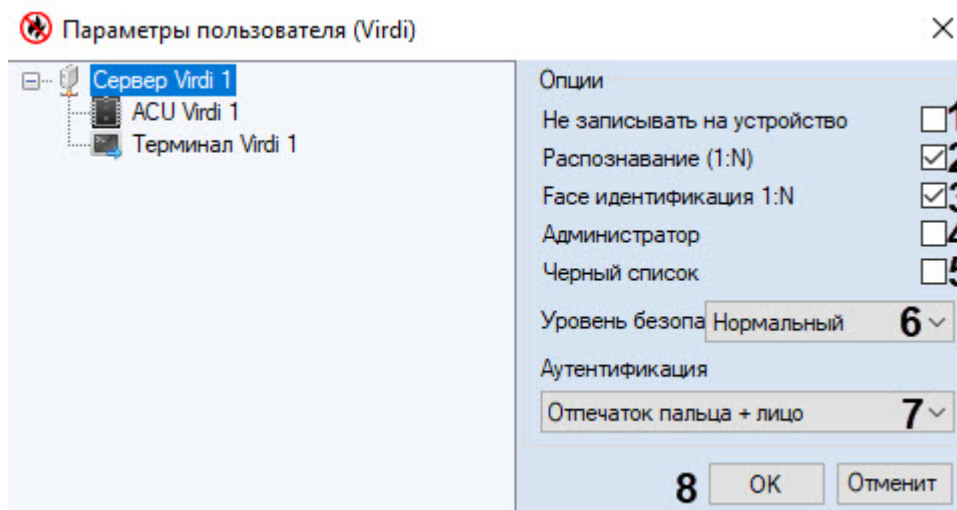 Параметры пользователя (Virdi)
Сервер Virdi 1
ACU Virdi 1
Терминал Virdi 1
Опции
Не записывать на устройство 1
Распознавание (1:N) 2
Face идентификация 1:N 3
Администратор 4
Черный список 5
Уровень безопа Нормальный 6
Аутентификация
Отпечаток пальца + лицо 7
8 OK Отменит